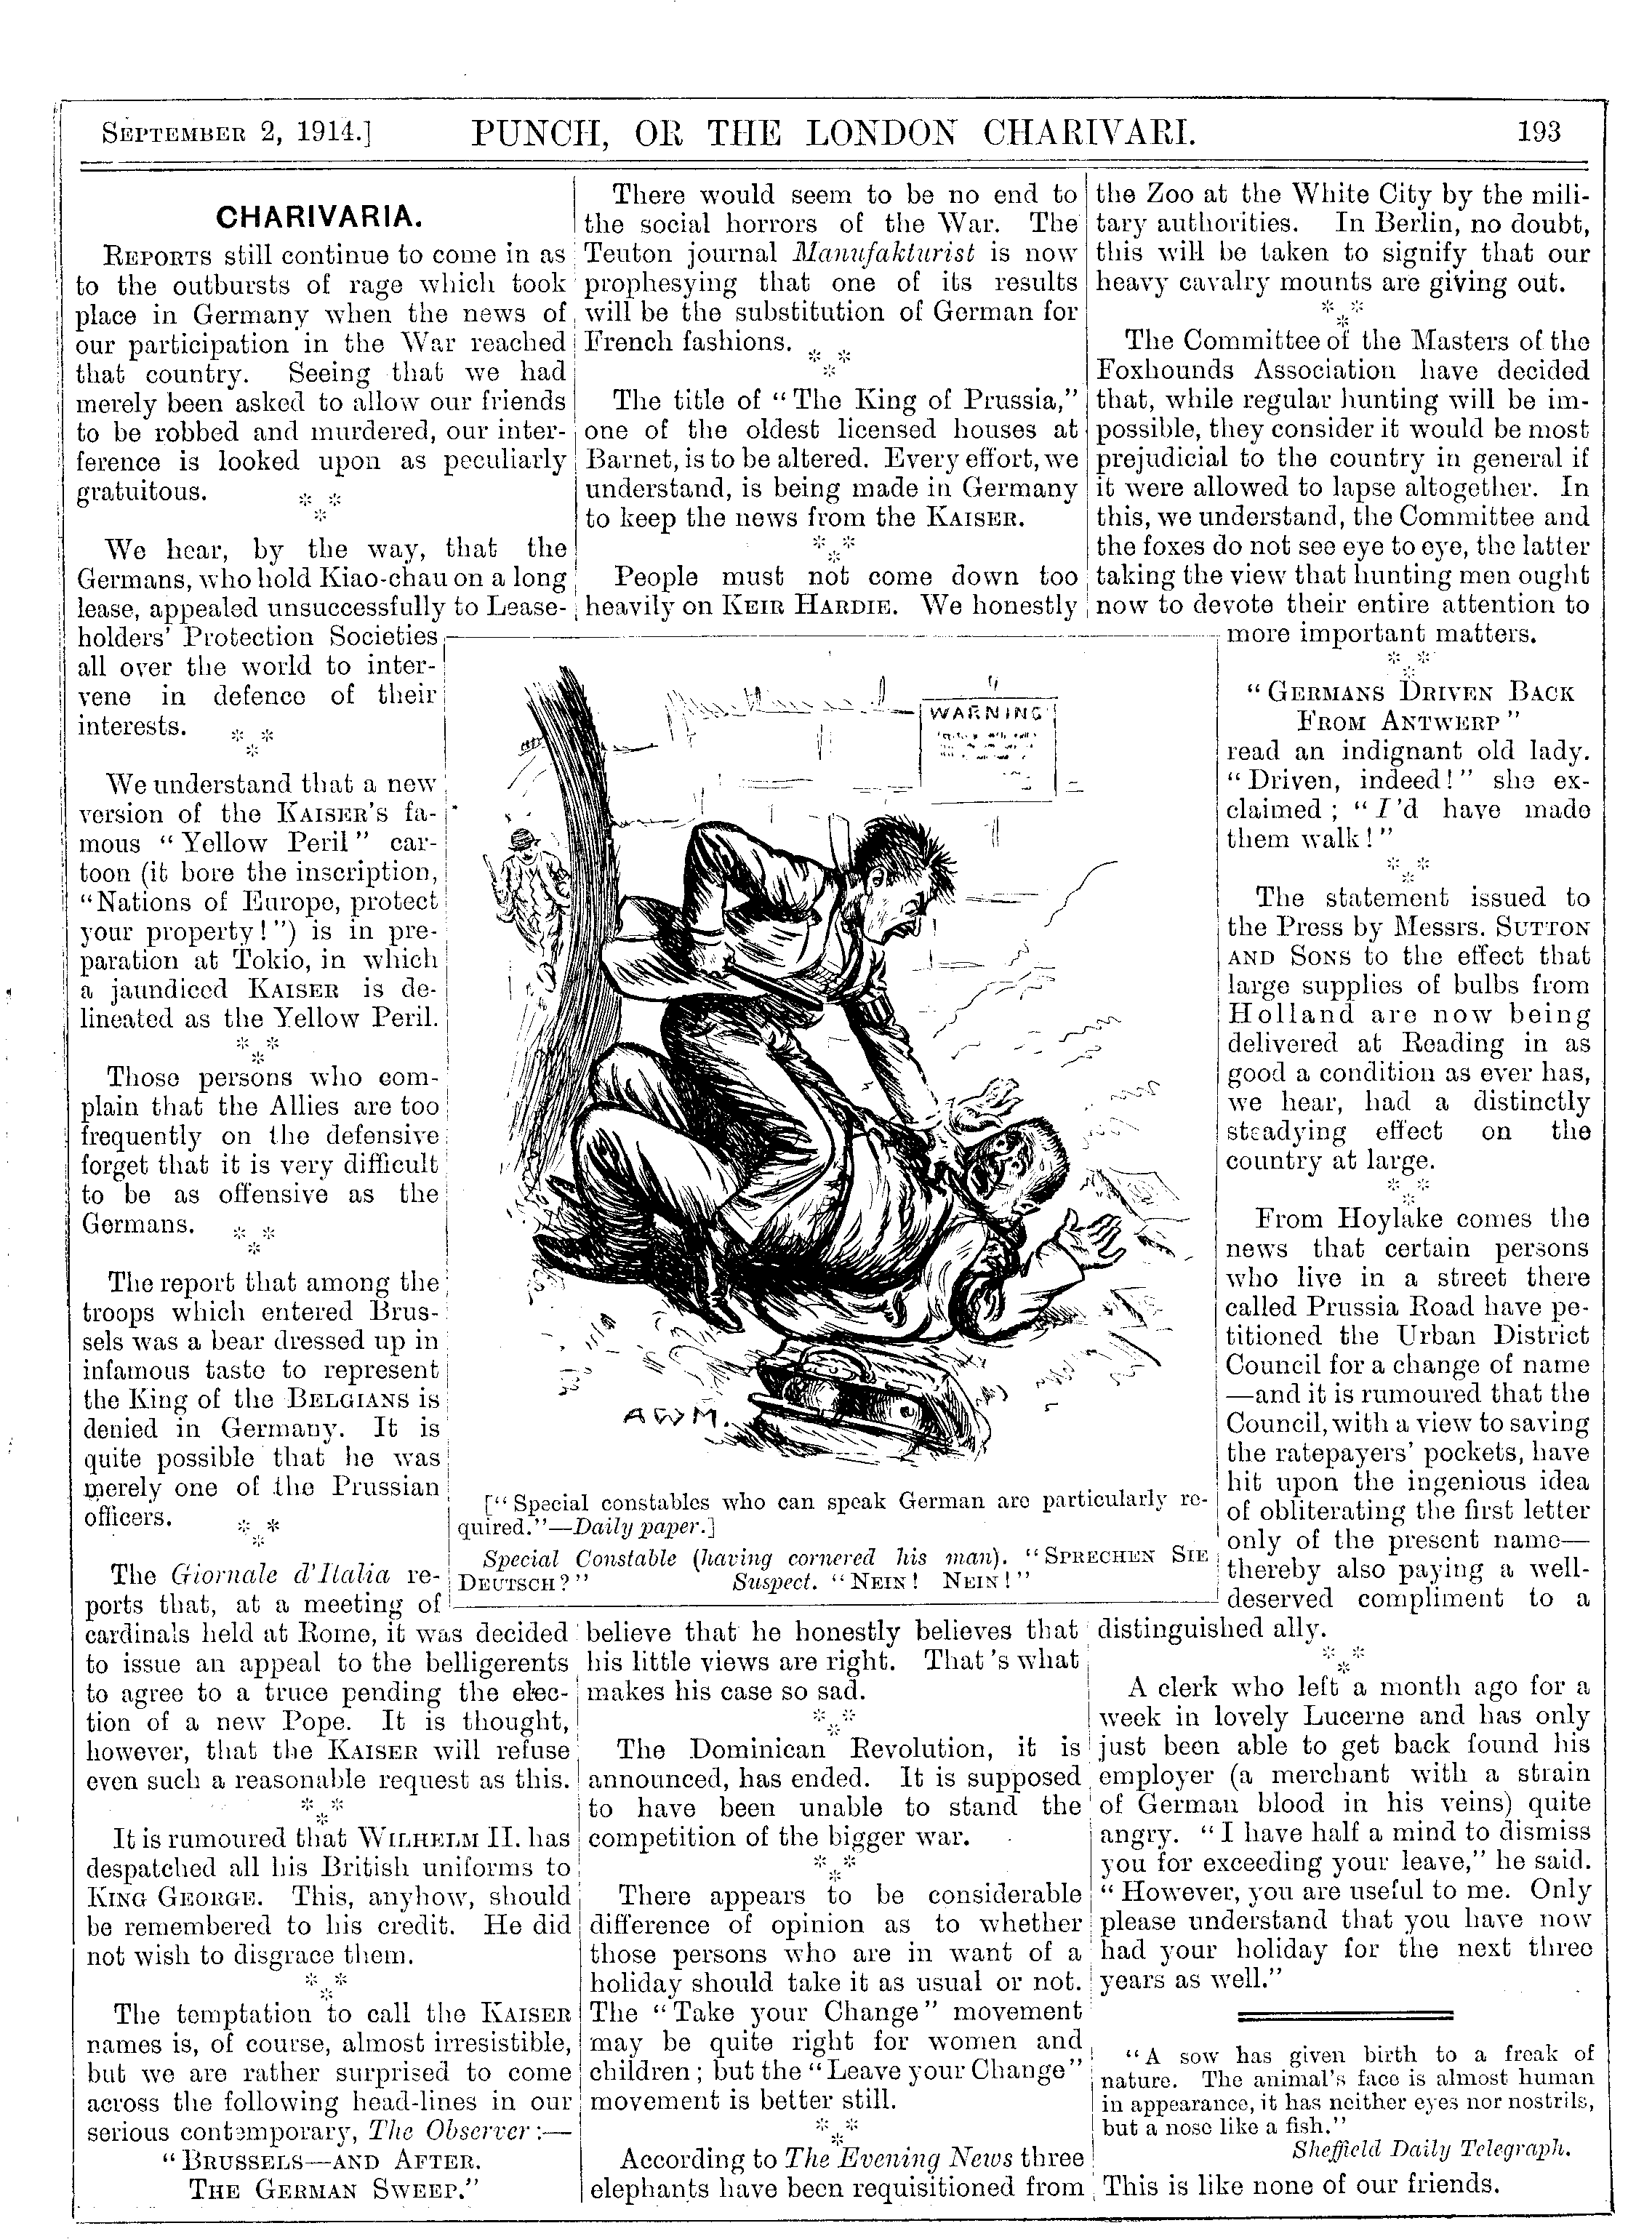 SEPTEMBER 2, 1914.] PUNCH, OR THE LONDON CHARIVARI. 193
CHARIVARIA.
REPORTS still continue to come in as
to the outbursts of rage which took
place in Germany when the news of
our participation in the War reached
that country. Seeing that we had
merely been asked to allow our friends
to be robbed and murdered, our inter-
ference is looked upon as peculiarly
gratuitous.
* *
*
We hear, by the way, that the
Germans, who hold Kiao-chau on a long
lease, appealed unsuccessfully to Lease-
holders' Protection Societies
all over the world to inter-
vene in defence of their
interests.
* *
*
We understand that a new
version of the KAISER'S fa-
mous "Yellow Peril" car-
toon (it bore the inscription,
"Nations of Europe, protect
your property!") is in pre-
paration at Tokio, in which
a jaundiced KAISER is de-
lineated as the Yellow Peril.
* *
*
Those persons who com-
plain that the Allies are too
frequently on the defensive
forget that it is very difficult
to be as offensive as the
Germans.
* *
*
The report that among the
troops which entered Brus-
sels was a bear dressed up in
infamous taste to represent
the King of the BELGIANS is
denied in Germany. It is
quite possible that he was
merely one of the Prussian
officers.
* *
*
The Giornale d'Italia re-
ports that, at a meeting of
cardinals held at Rome, it was decided
to issue an appeal to the belligerents
to agree to a truce pending the elec-
tion of a new Pope. It is thought,
however, that the KAISER will refuse
even such a reasonable request as this.
* *
*
It is rumoured that WILHELM II. has
despatched all his British uniforms to
KING GEORGE. This, anyhow, should
be remembered to his credit. He did
not wish to disgrace them.
* *
*
The temptation to call the KAISER
names is, of course, almost irresistible,
but we are rather surprised to come
across the following head-lines in our
serious contemporary, The Observer:—
"BRUSSELS—AND AFTER.
THE GERMAN SWEEP."
There would seem to be no end to
the social horrors of the War. The
Teuton journal Manufakturist is now
prophesying that one of its results
will be the substitution of German for
French fashions.
* *
*
The title of "The King of Prussia,"
one of the oldest licensed houses at
Barnet, is to be altered. Every effort, we
understand, is being made in Germany
to keep the news from the KAISER.
* *
*
People must not come down too
heavily on KEIR HARDIE. We honestly
WARNING
A W M.
["Special constables who can speak German are particularly re-
quired."—Daily paper.]
Special Constable (having cornered his man). "SPRECHEN SIE
DEUTSCH?" Suspect. "NEIN! NEIN!"
believe that he honestly believes that
his little views are right. That's what
makes his case so sad.
* *
*
The Dominican Revolution, it is
announced, has ended. It is supposed
to have been unable to stand the
competition of the bigger war.
* *
*
There appears to be considerable
difference of opinion as to whether
those persons who are in want of a
holiday should take it as usual or not.
The "Take your Change" movement
may be quite right for women and
children; but the "Leave your Change"
movement is better still.
* *
*
According to The Evening News three
elephants have been requisitioned from
the Zoo at the White City by the mili-
tary authorities. In Berlin, no doubt,
this will be taken to signify that our
heavy cavalry mounts are giving out.
* *
*
The Committee of the Masters of the
Foxhounds Association have decided
that, while regular hunting will be im-
possible, they consider it would be most
prejudicial to the country in general if
it were allowed to lapse altogether. In
this, we understand, the Committee and
the foxes do not see eye to eye, the latter
taking the view that hunting men ought
now to devote their entire attention to
more important matters.
* *
*
"GERMANS DRIVEN BACK
FROM ANTWERP"
read an indignant old lady.
"Driven, indeed!" she ex-
claimed; "I'd have made
them walk!"
* *
*
The statement issued to
the Press by Messrs. SUTTON
AND SONS to the effect that
large supplies of bulbs from
Holland are now being
delivered at Reading in as
good a condition as ever has,
we hear, had a distinctly
steadying effect on the
country at large.
* *
*
From Hoylake comes the
news that certain persons
who live in a street there
called Prussia Road have pe-
titioned the Urban District
Council for a change of name
—and it is rumoured that the
Council, with a view to saving
the ratepayers' pockets, have
hit upon the ingenious idea
of obliterating the first letter
only of the present name—
thereby also paying a well-
deserved compliment to a
distinguished ally.
* *
*
A clerk who left a month ago for a
week in lovely Lucerne and has only
just been able to get back found his
employer (a merchant with a strain
of German blood in his veins) quite
angry. "I have half a mind to dismiss
you for exceeding your leave," he said.
"However, you are useful to me. Only
please understand that you have now
had your holiday for the next three
years as well."
"A sow has given birth to a freak of
nature. The animal's face is almost human
in appearance, it has neither eyes nor nostrils,
but a nose like a fish."
Sheffield Daily Telegraph.
This is like none of our friends.